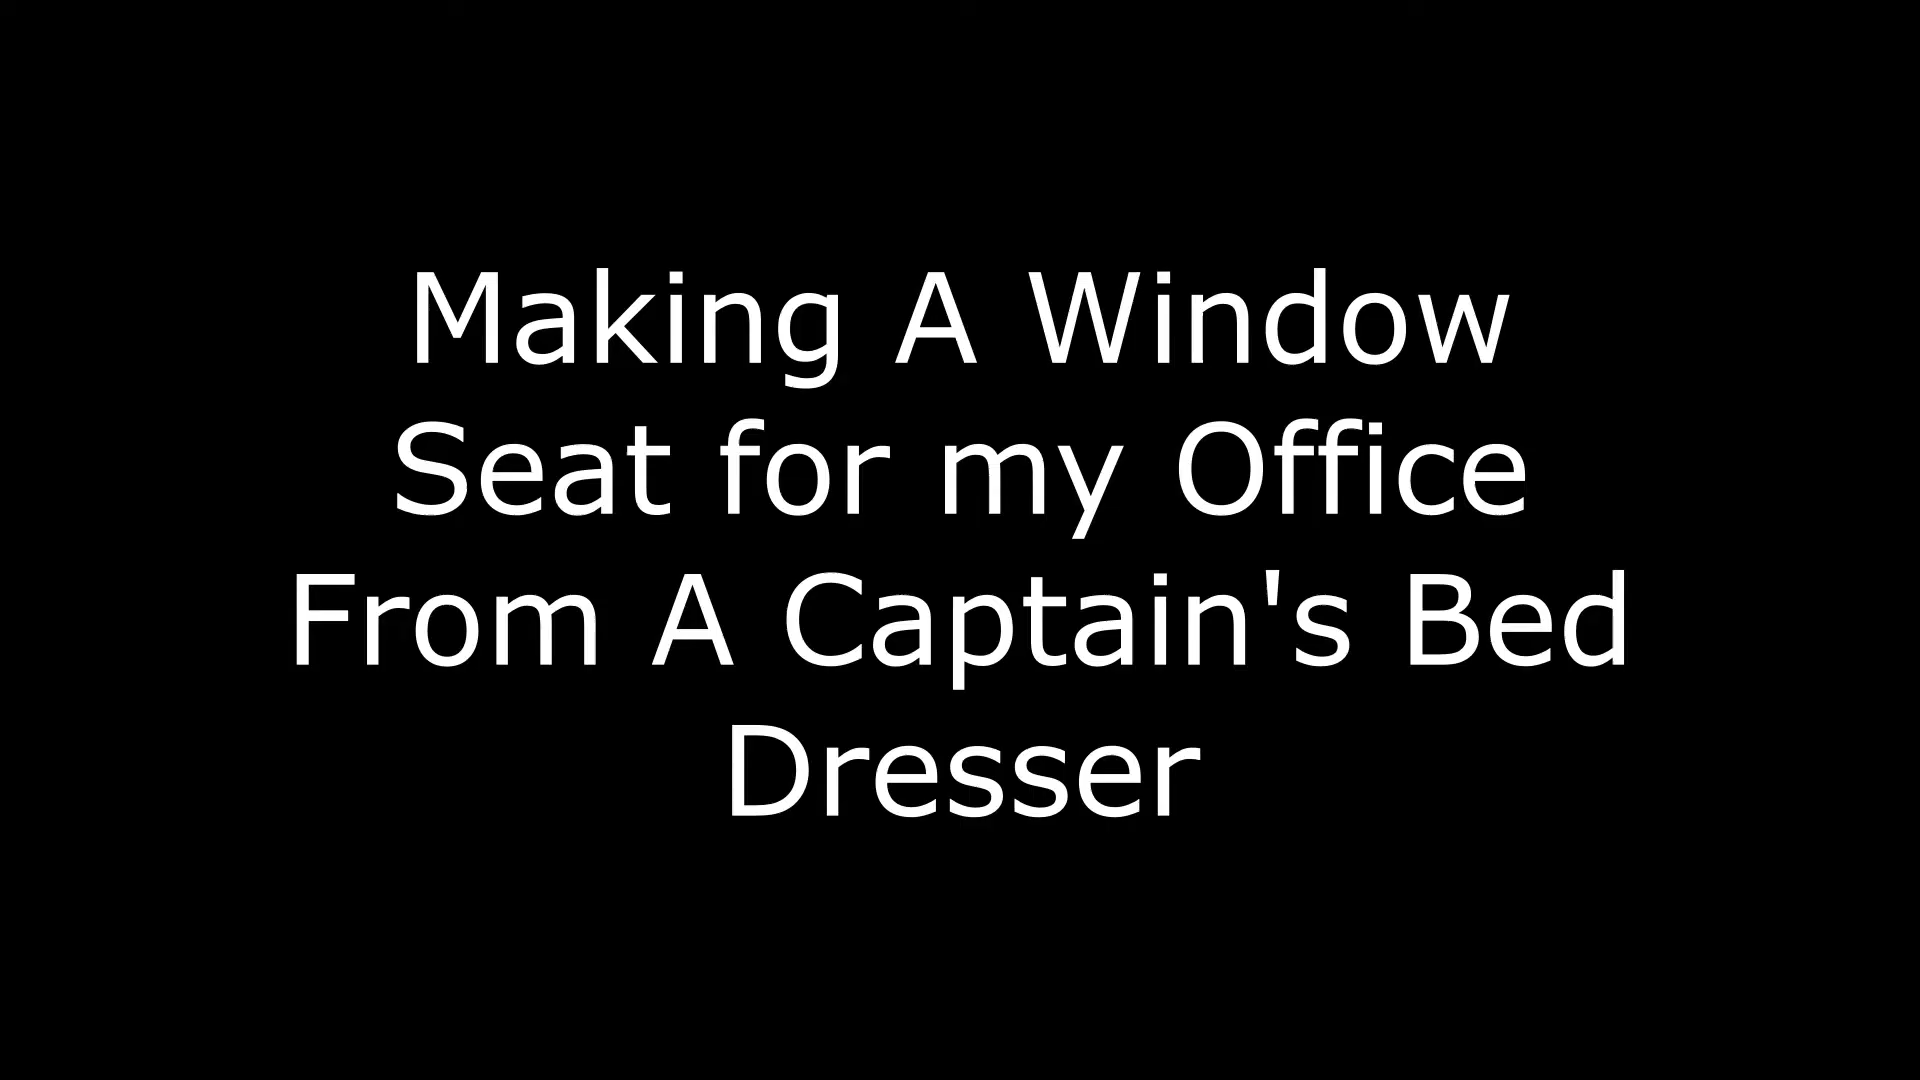 Making A Window
Seat for my Office
From A Captain's Bed
Dresser